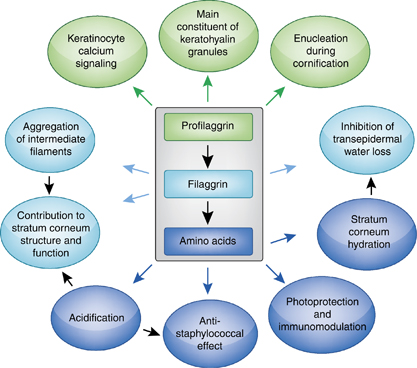 Main
constituent of
keratohyalin
granules
Keratinocyte
calcium
signaling
Enucleation
during
cornification
Profilaggrin
Aggregation
of intermediate
filaments
Inhibition of
transepidermal
water loss
Filaggrin
Contribution to
stratum corneum
structure and
function
Stratum
corneum
hydration
Amino acids
Acidification
Anti-
staphylococcal
effect
Photoprotection
and
immunomodulation